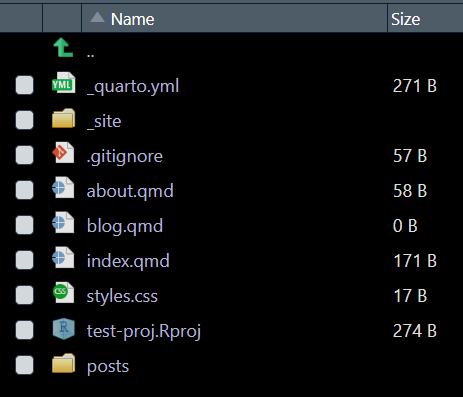 Name Size
..
YML _quarto.yml 271 B
_site
.gitignore 57 B
about.qmd 58 B
blog.qmd 0 B
index.qmd 171 B
CSS styles.css 17 B
R test-proj.Rproj 274 B
posts